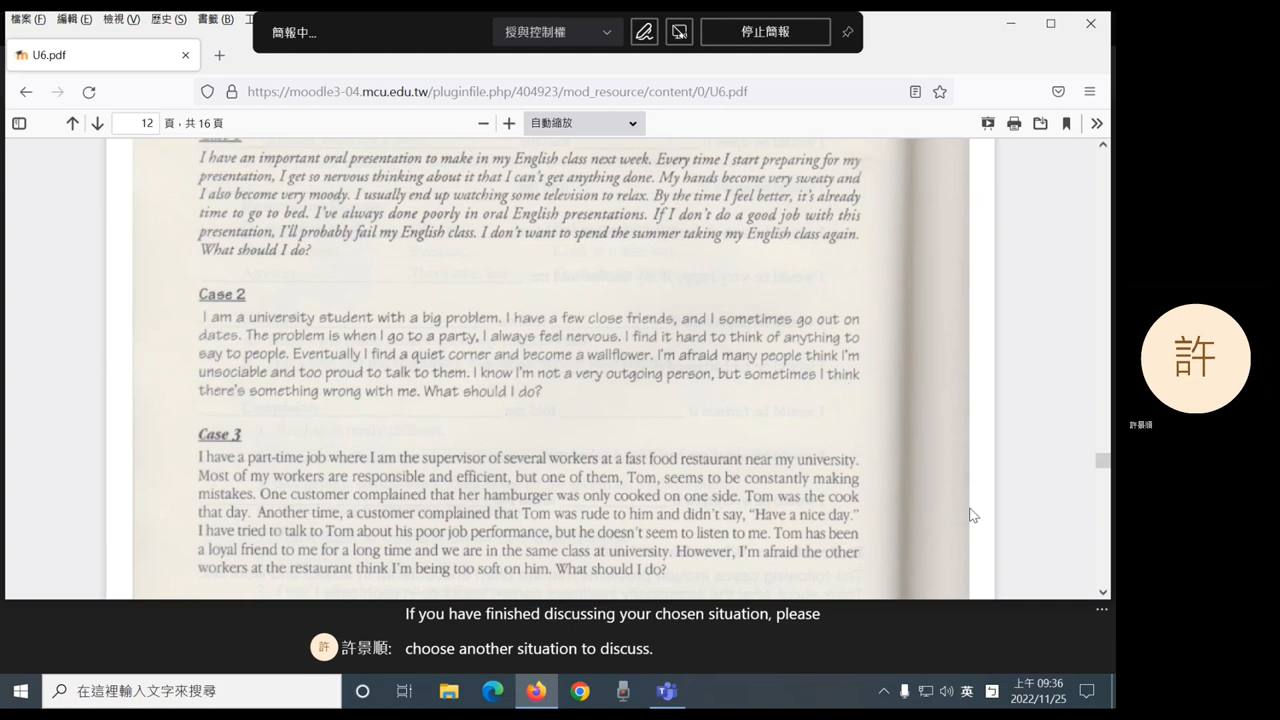 檔案(F) 編輯(E) 檢視(V) 歷史(S) 書籤(B)
簡報中... 授與控制權 停止簡報
U6.pdf
https://moodle3-04.mcu.edu.tw/pluginfile.php/404923/mod_resource/content/0/U6.pdf
12 頁，共 16 頁 自動縮放
I have an important oral presentation to make in my English class next week. Every time I start preparing for my
presentation, I get so nervous thinking about it that I can't get anything done. My hands become very sweaty and
I also become very moody. I usually end up watching some television to relax. By the time I feel better, it's already
time to go to bed. I've always done poorly in oral English presentations. If I don't do a good job with this
presentation, I'll probably fail my English class. I don't want to spend the summer taking my English class again.
What should I do?
Case 2
I am a university student with a big problem. I have a few close friends, and I sometimes go out on
dates. The problem is when I go to a party, I always feel nervous. I find it hard to think of anything to
say to people. Eventually I find a quiet corner and become a wallflower. I'm afraid many people think I'm
unsociable and too proud to talk to them. I know I'm not a very outgoing person, but sometimes I think
there's something wrong with me. What should I do?
Case 3
I have a part-time job where I am the supervisor of several workers at a fast food restaurant near my university.
Most of my workers are responsible and efficient, but one of them, Tom, seems to be constantly making
mistakes. One customer complained that her hamburger was only cooked on one side. Tom was the cook
that day. Another time, a customer complained that Tom was rude to him and didn't say, "Have a nice day."
I have tried to talk to Tom about his poor job performance, but he doesn't seem to listen to me. Tom has been
a loyal friend to me for a long time and we are in the same class at university. However, I'm afraid the other
workers at the restaurant think I'm being too soft on him. What should I do?
許
許景順
If you have finished discussing your chosen situation, please
許 許景順: choose another situation to discuss.
在這裡輸入文字來搜尋
英
上午 09:36
2022/11/25